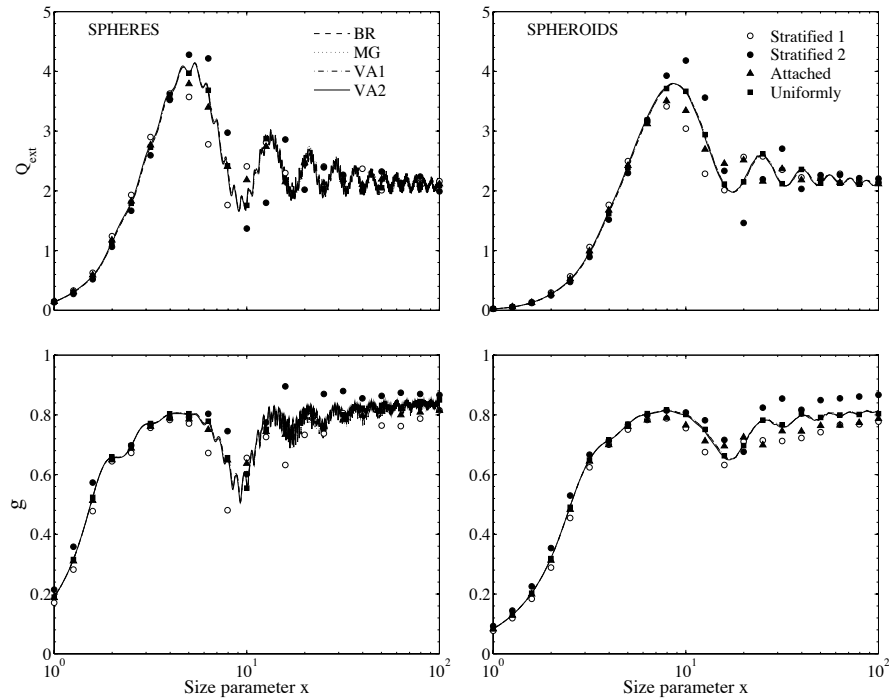 5
4
3
2
1
0
Q_ext
SPHERES
BR
MG
VA1
VA2
5
4
3
2
1
0
SPHEROIDS
Stratified 1
Stratified 2
Attached
Uniformly
1
0.8
0.6
0.4
0.2
0
g
10^0
10^1
10^2
Size parameter x
1
0.8
0.6
0.4
0.2
0
10^0
10^1
10^2
Size parameter x